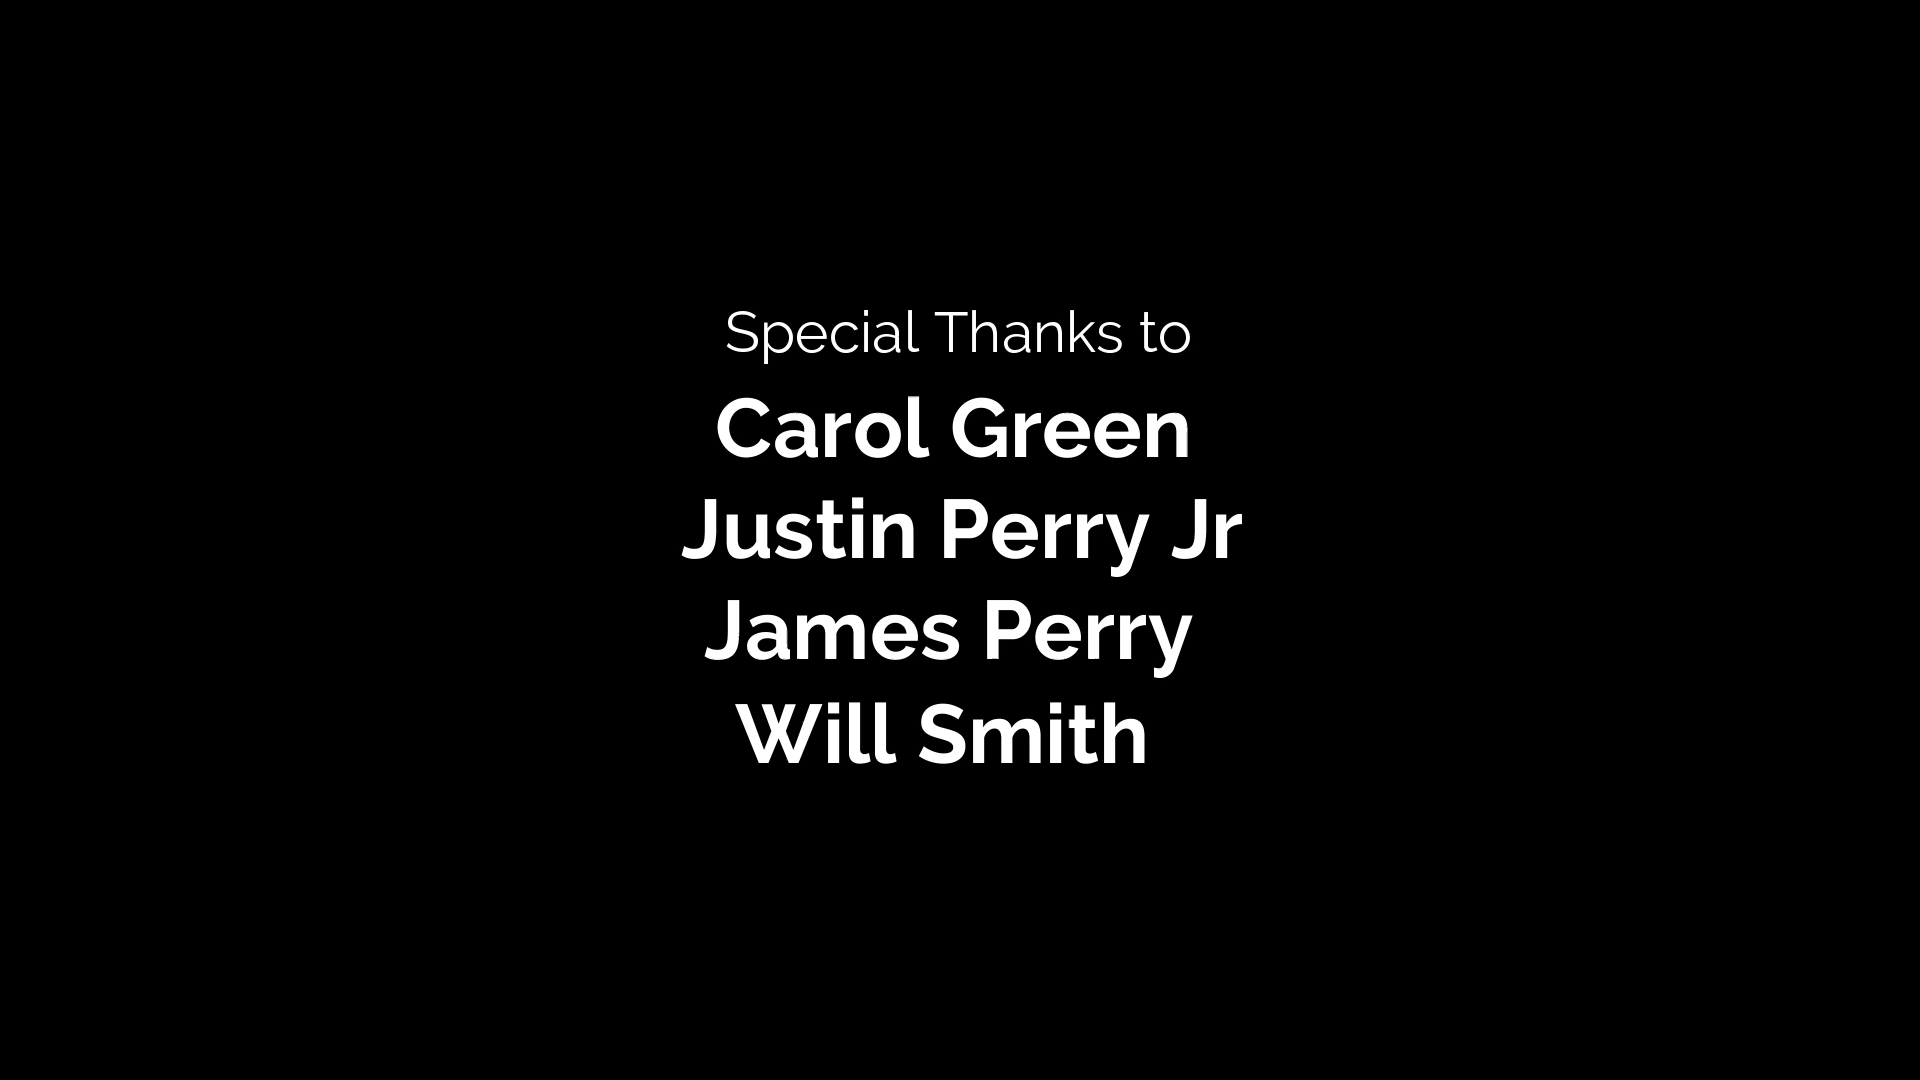 Special Thanks to
Carol Green
Justin Perry Jr
James Perry
Will Smith